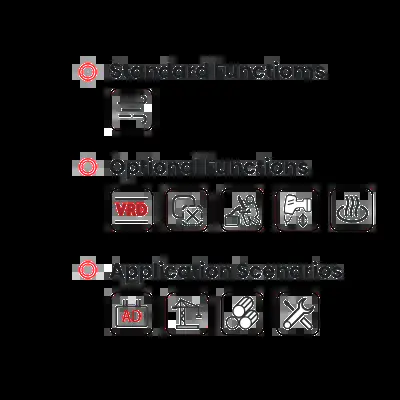 Standard Functions
Optional Functions
VRD
Application Scenarios
AD